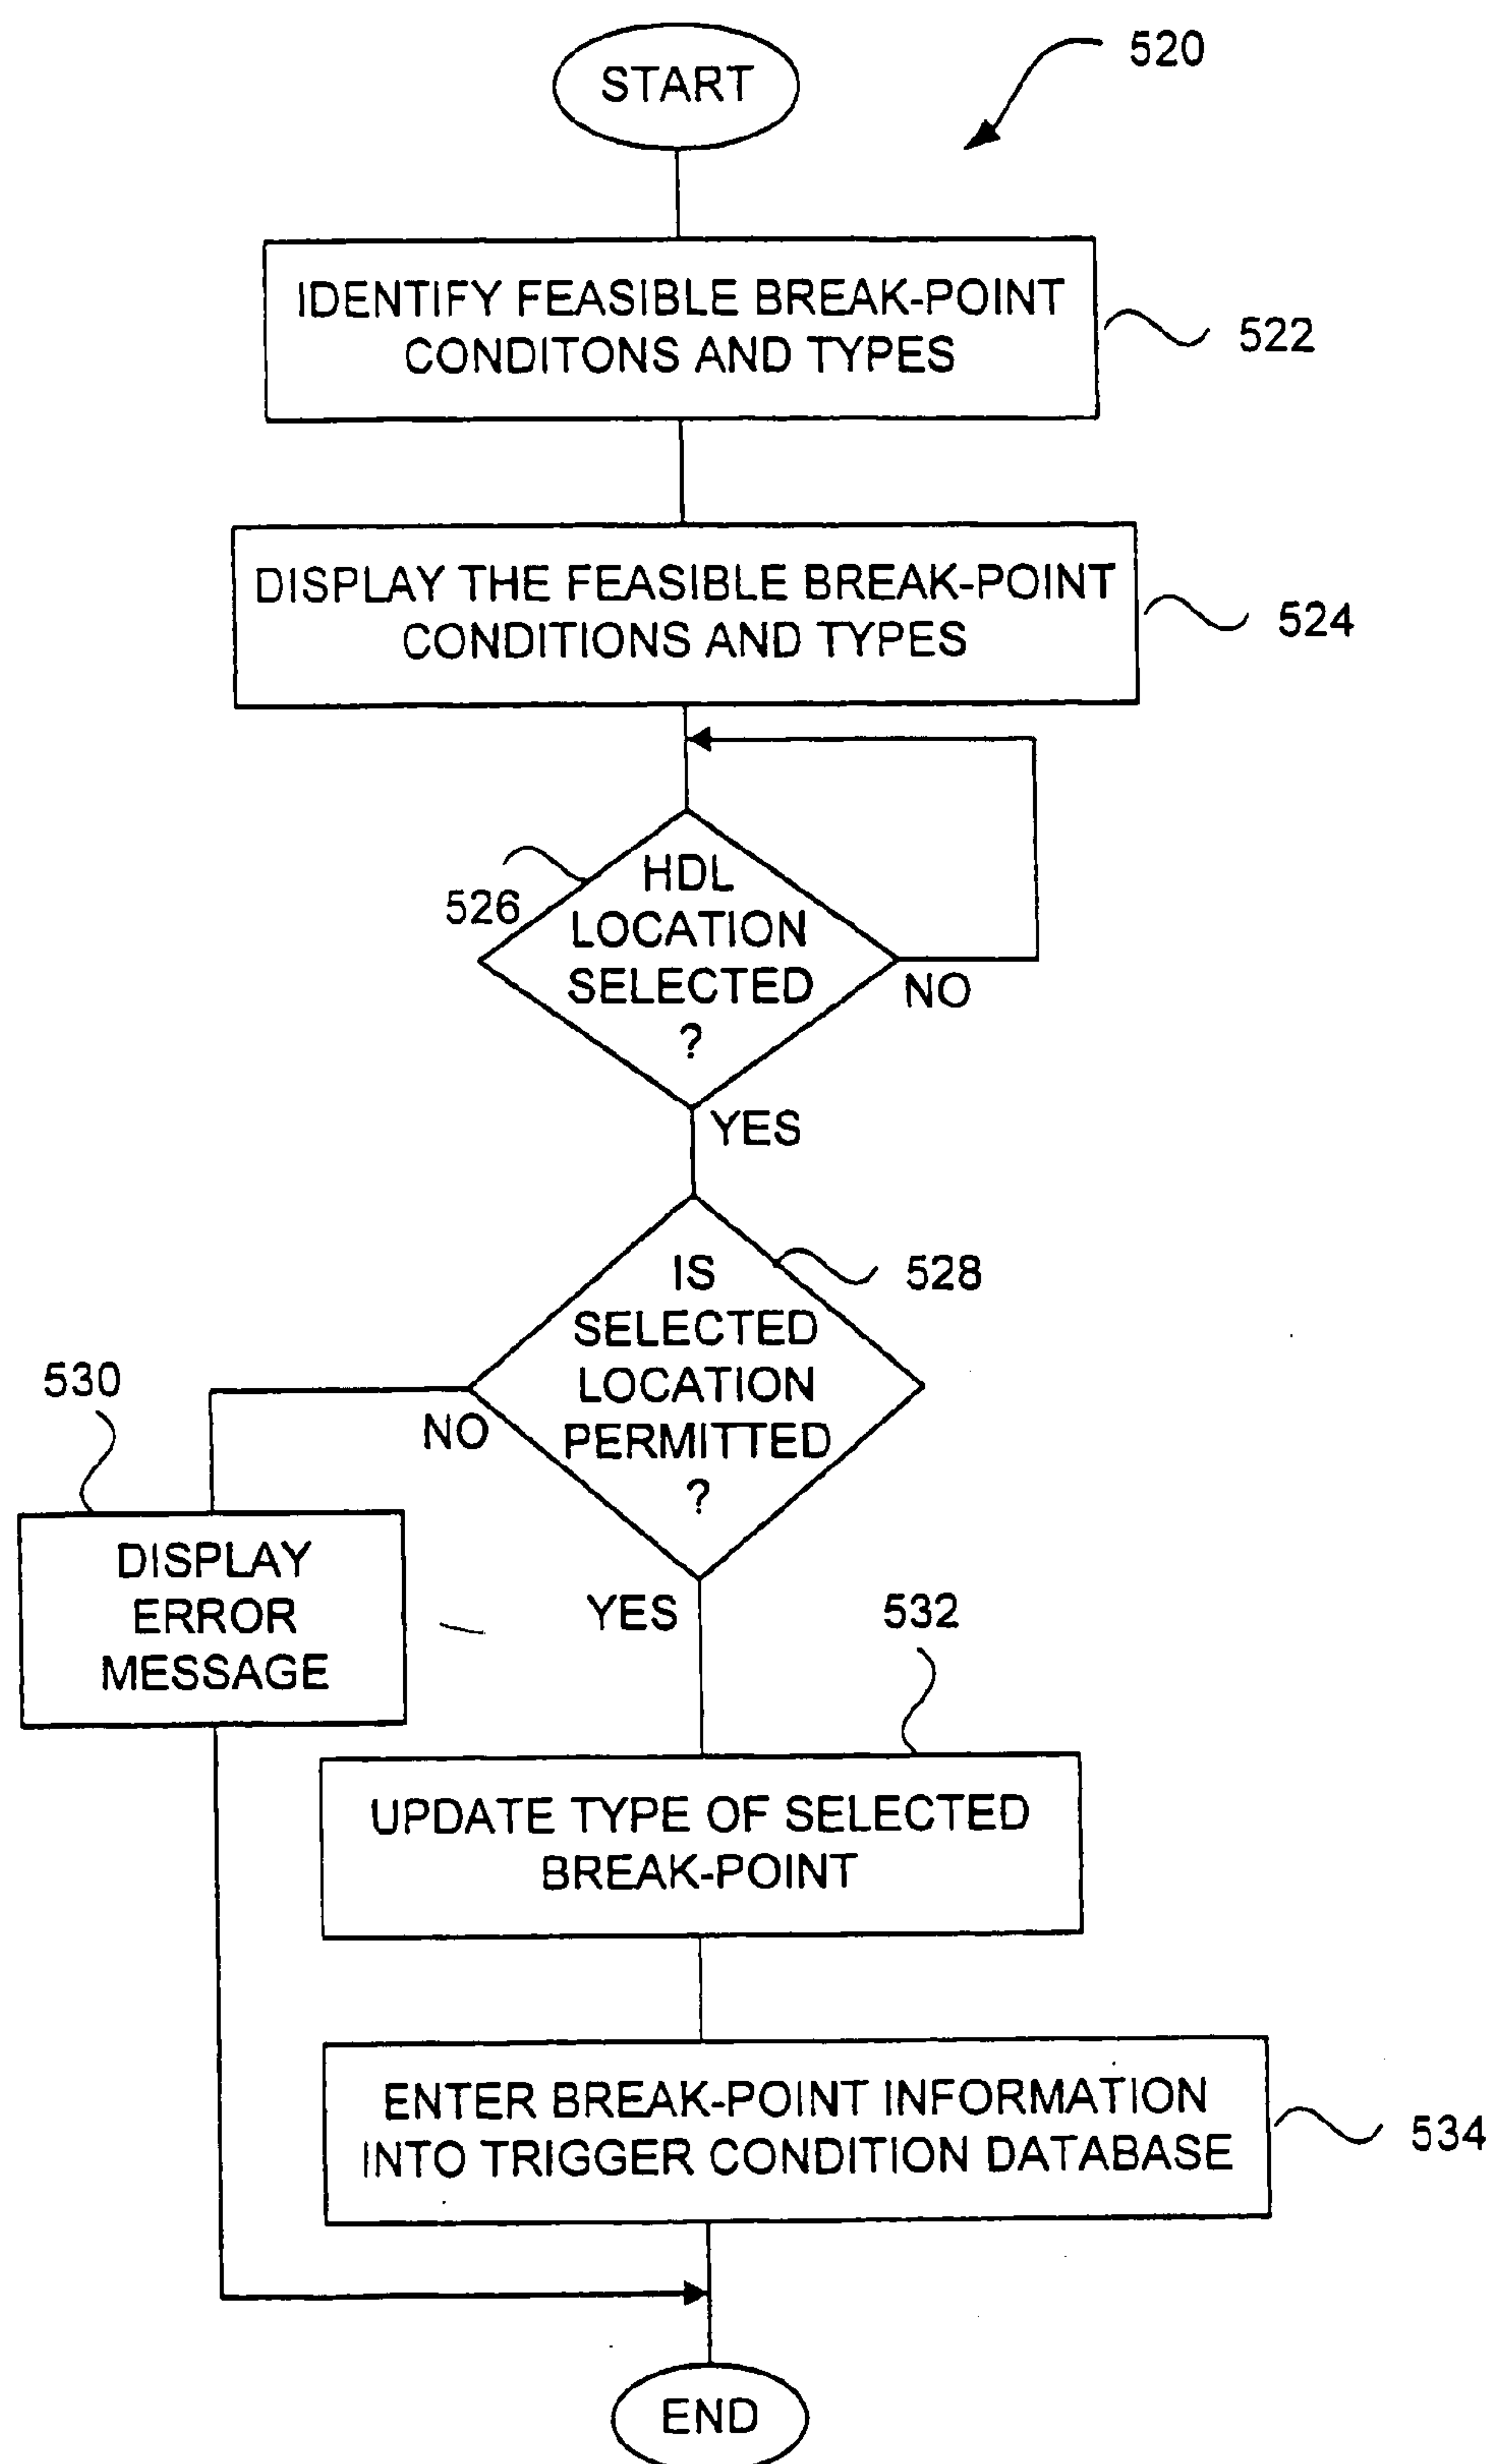 START
520
IDENTIFY FEASIBLE BREAK-POINT
CONDITONS AND TYPES
522
DISPLAY THE FEASIBLE BREAK-POINT
CONDITIONS AND TYPES
524
HDL
LOCATION
SELECTED
?
526
NO
YES
IS
SELECTED
LOCATION
PERMITTED
?
528
NO
530
DISPLAY
ERROR
MESSAGE
YES
532
UPDATE TYPE OF SELECTED
BREAK-POINT
ENTER BREAK-POINT INFORMATION
INTO TRIGGER CONDITION DATABASE
534
END